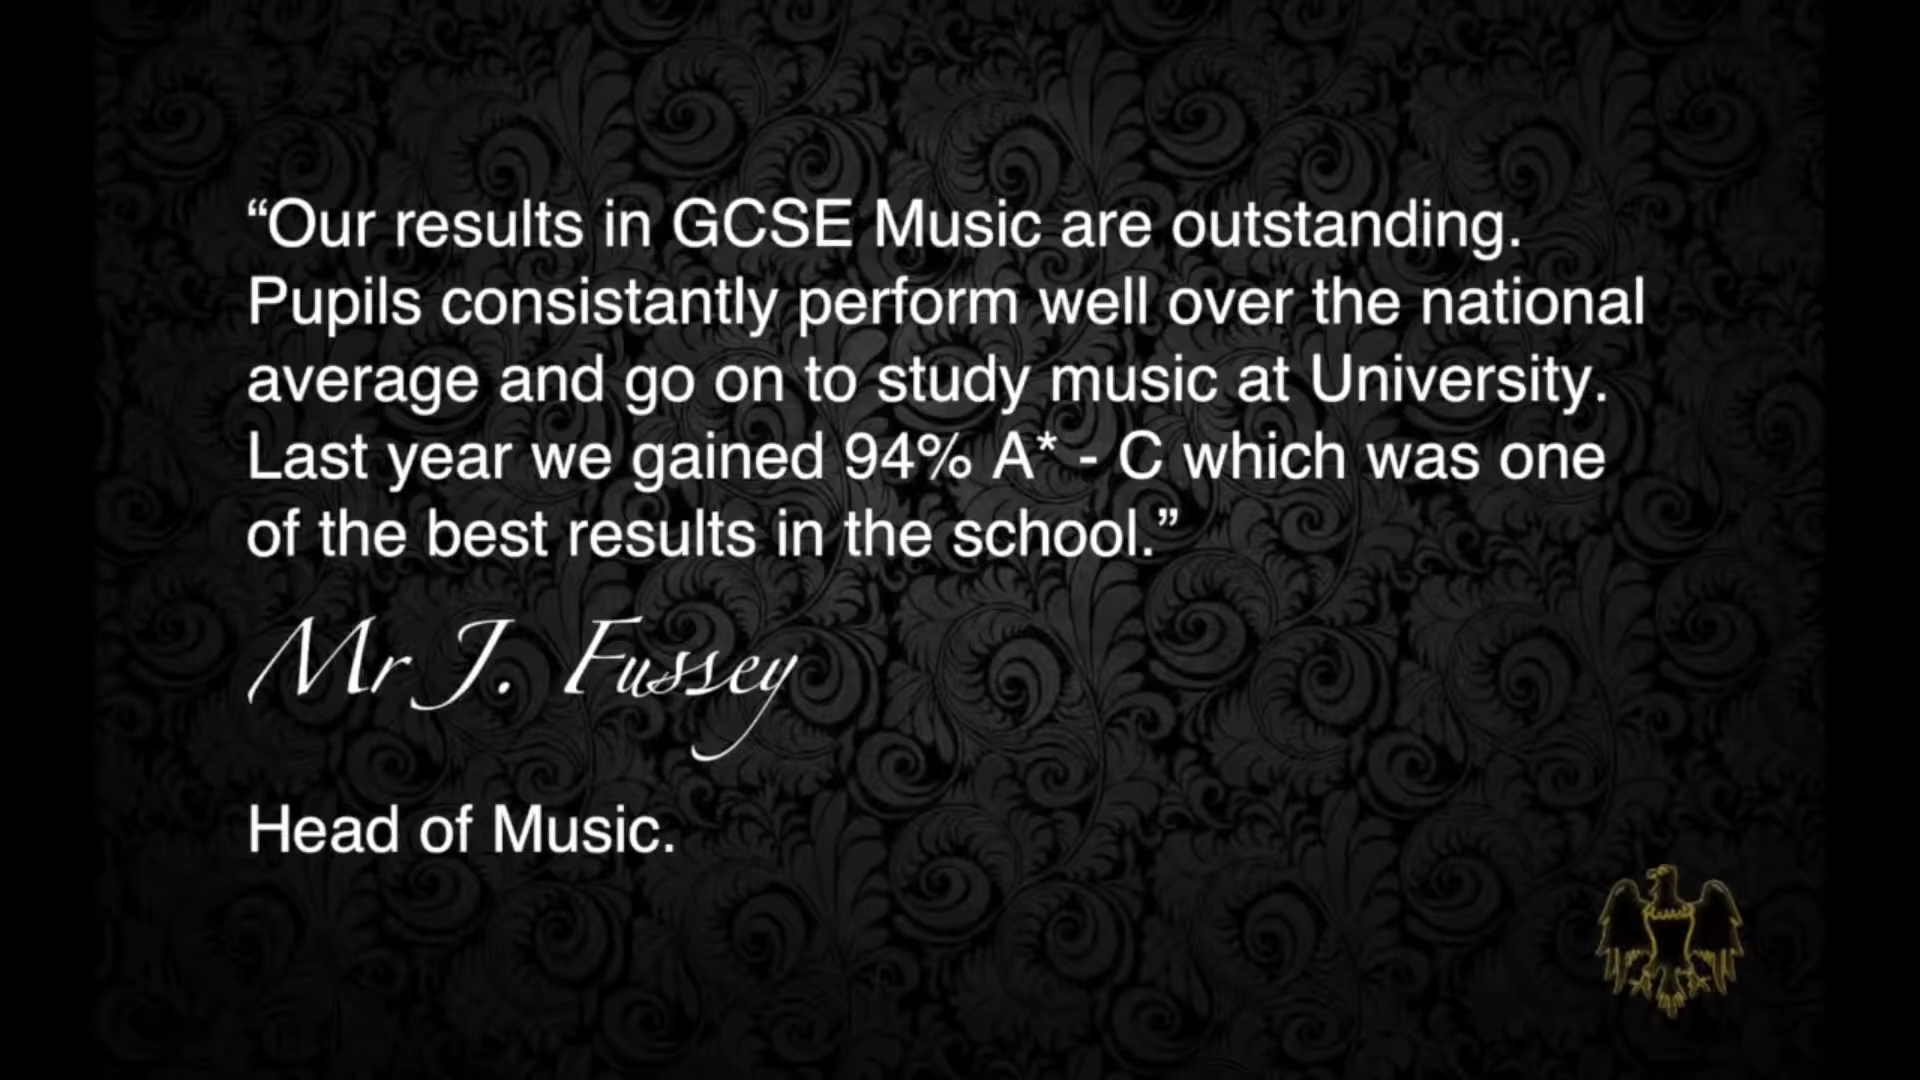 “Our results in GCSE Music are outstanding.
Pupils consistantly perform well over the national
average and go on to study music at University.
Last year we gained 94% A* - C which was one
of the best results in the school.”
Mr J. Fussey
Head of Music.